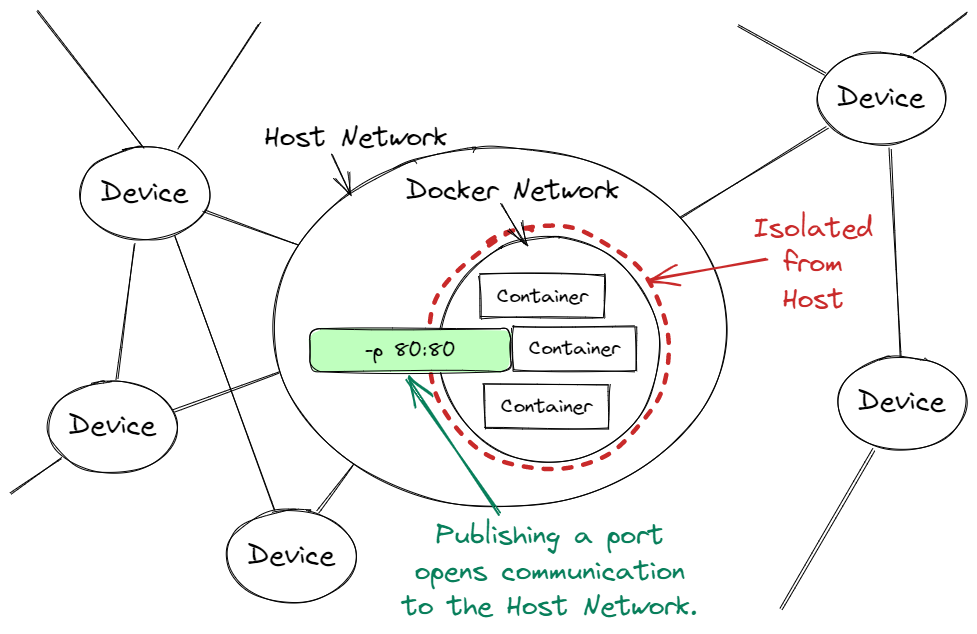 Host Network
Device
Device
Docker Network
Isolated
from
Host
Container
-p 80:80
Container
Container
Device
Device
Device
Publishing a port
opens communication
to the Host Network.